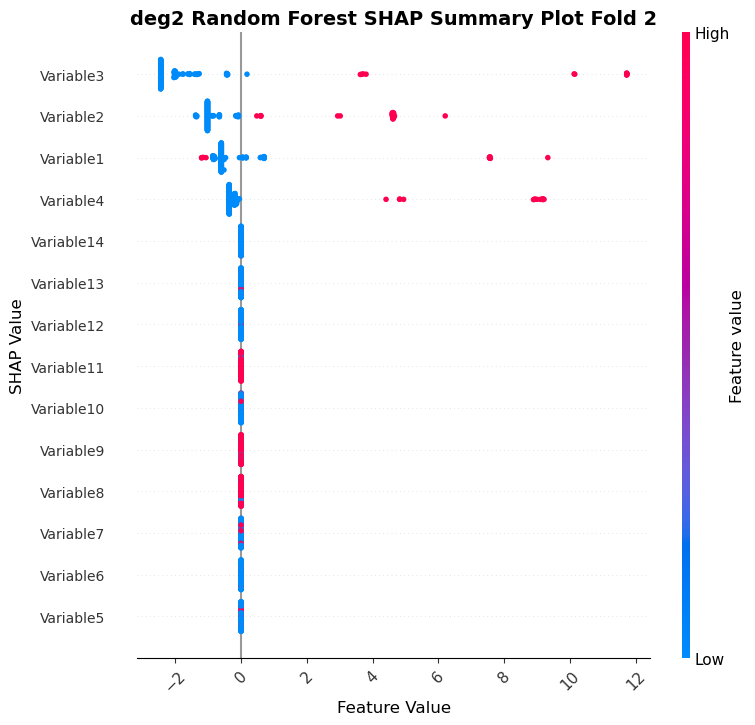 deg2 Random Forest SHAP Summary Plot Fold 2
High
Variable3
Variable2
Variable1
Variable4
Variable14
Variable13
Variable12
Variable11
Variable10
Variable9
Variable8
Variable7
Variable6
Variable5
SHAP Value
Feature value
Low
−2
0
2
4
6
8
10
12
Feature Value